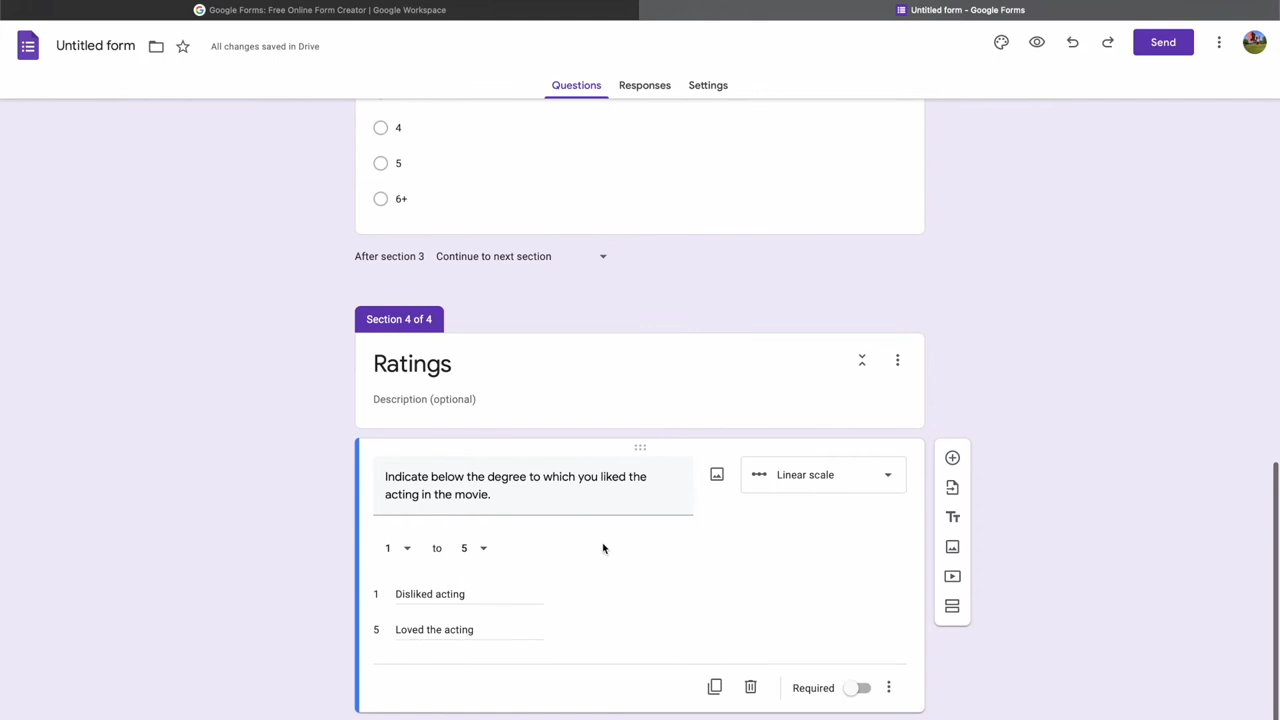 Google Forms: Free Online Form Creator | Google Workspace
Untitled form - Google Forms
Untitled form
All changes saved in Drive
Send
Questions
Responses
Settings
4
5
6+
After section 3
Continue to next section
Section 4 of 4
Ratings
Description (optional)
Indicate below the degree to which you liked the
acting in the movie.
Linear scale
1 to 5
1 Disliked acting
5 Loved the acting
Required